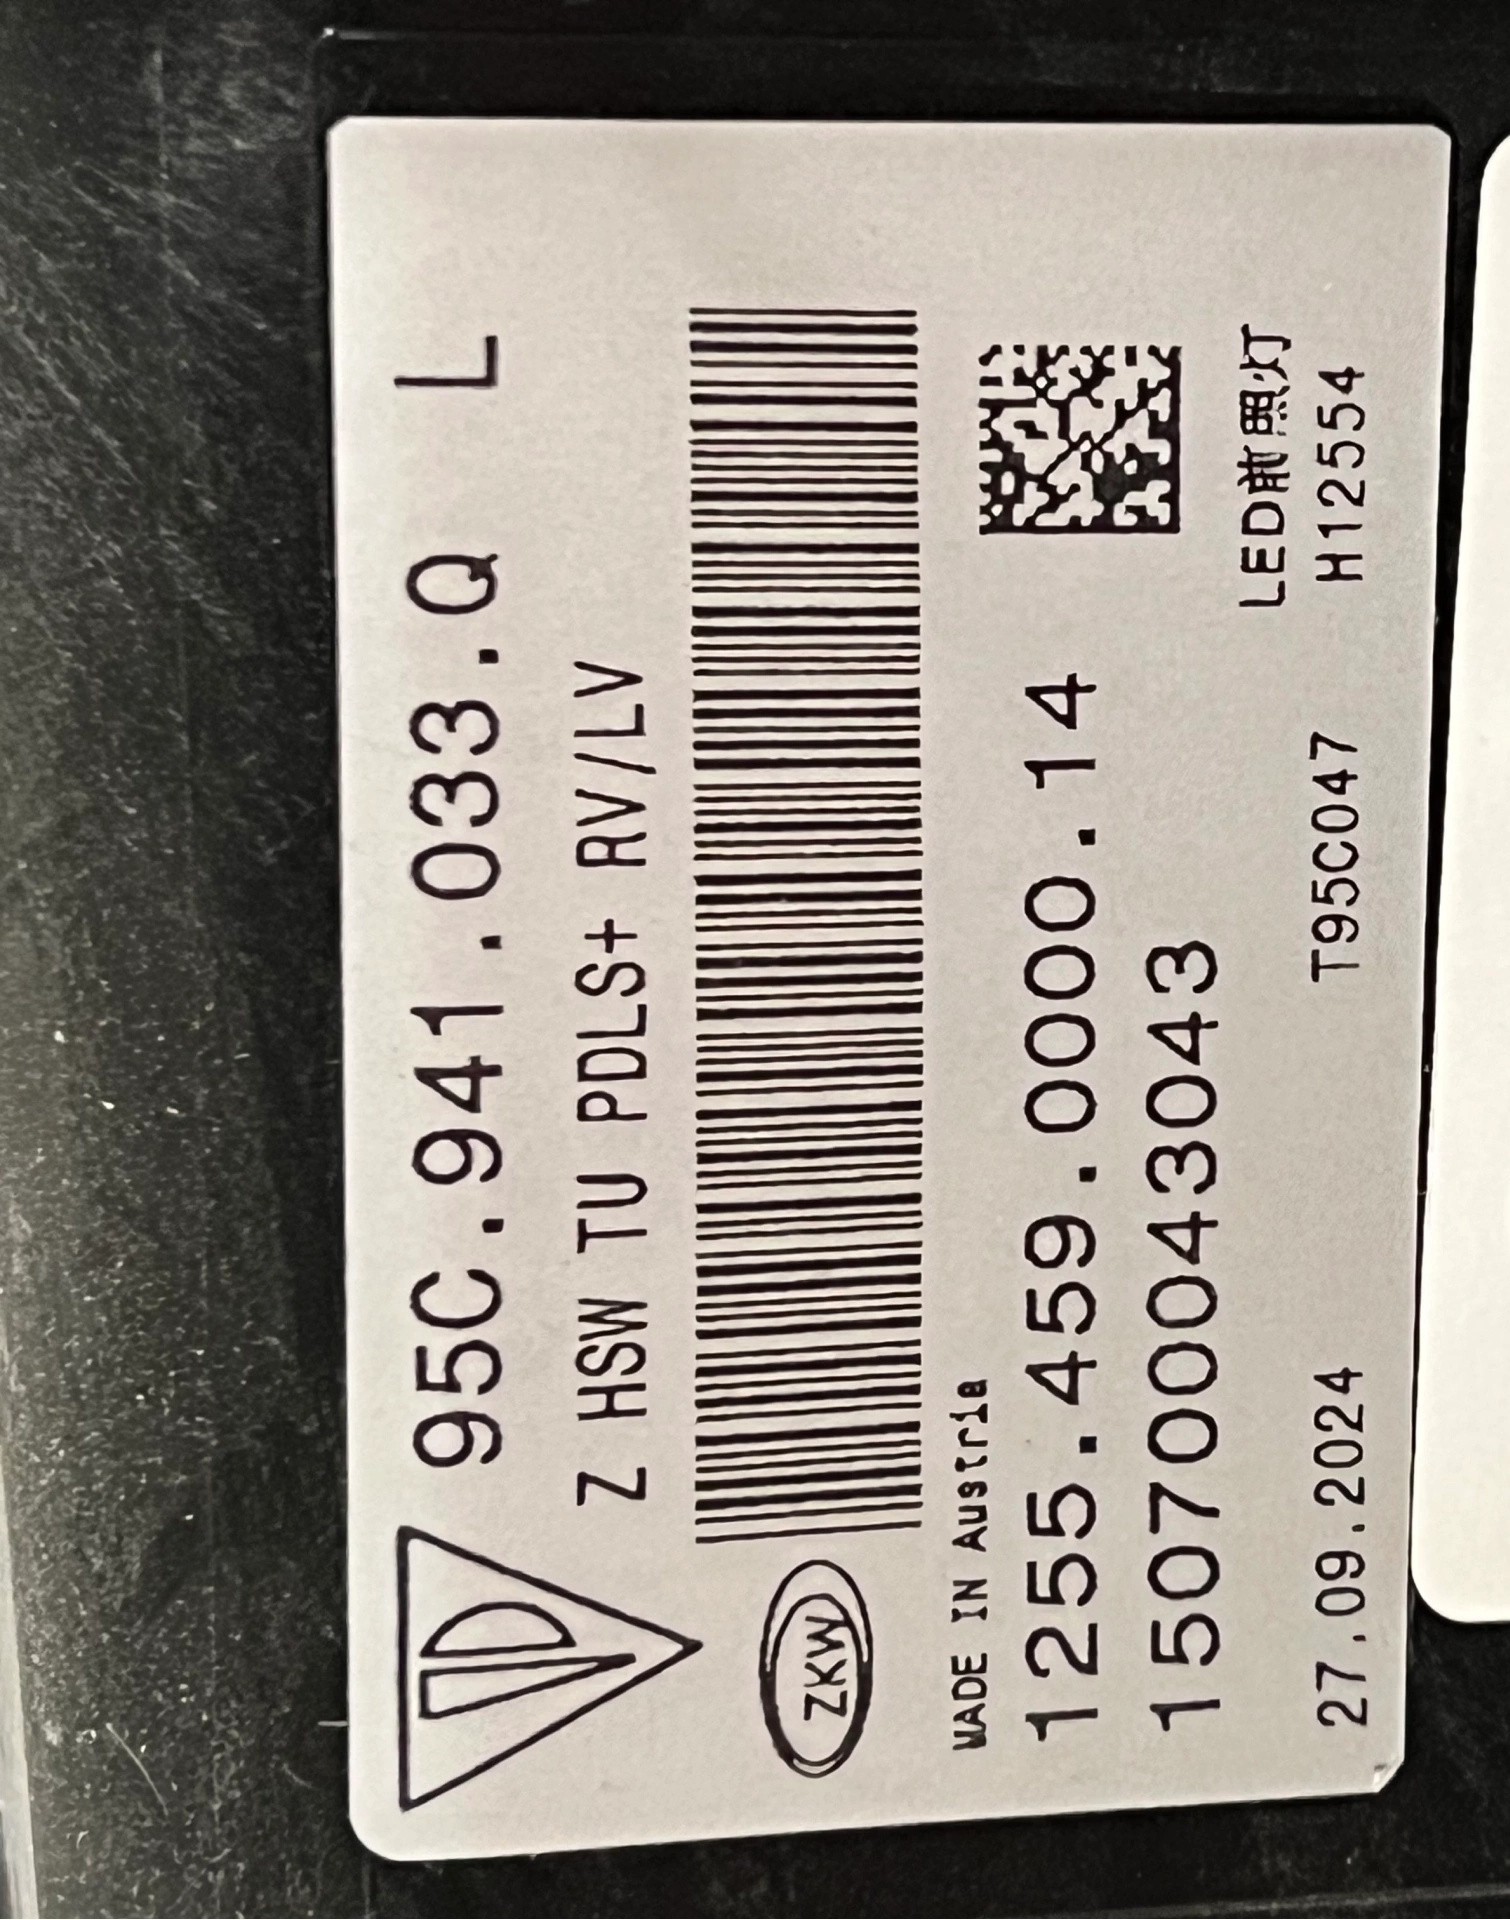 95C.941.033.Q L
Z HSW TU PDLS+ RV/LV
ZKW
MADE IN Austria
1255.459.0000.14
150700043043
LED前照灯
27.09.2024 T95C047 H12554